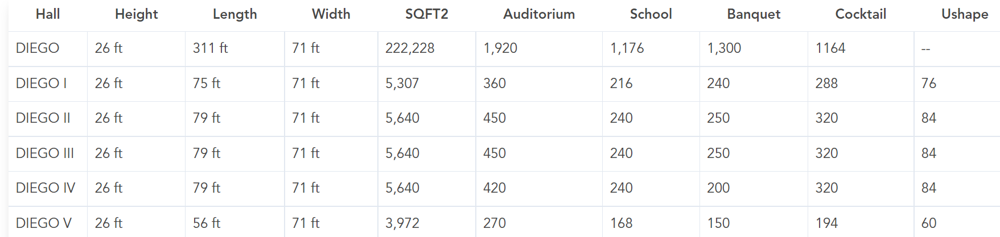 Hall Height Length Width SQFT2 Auditorium School Banquet Cocktail Ushape
DIEGO 26 ft 311 ft 71 ft 222,228 1,920 1,176 1,300 1164 --
DIEGO I 26 ft 75 ft 71 ft 5,307 360 216 240 288 76
DIEGO II 26 ft 79 ft 71 ft 5,640 450 240 250 320 84
DIEGO III 26 ft 79 ft 71 ft 5,640 450 240 250 320 84
DIEGO IV 26 ft 79 ft 71 ft 5,640 420 240 200 320 84
DIEGO V 26 ft 56 ft 71 ft 3,972 270 168 150 194 60